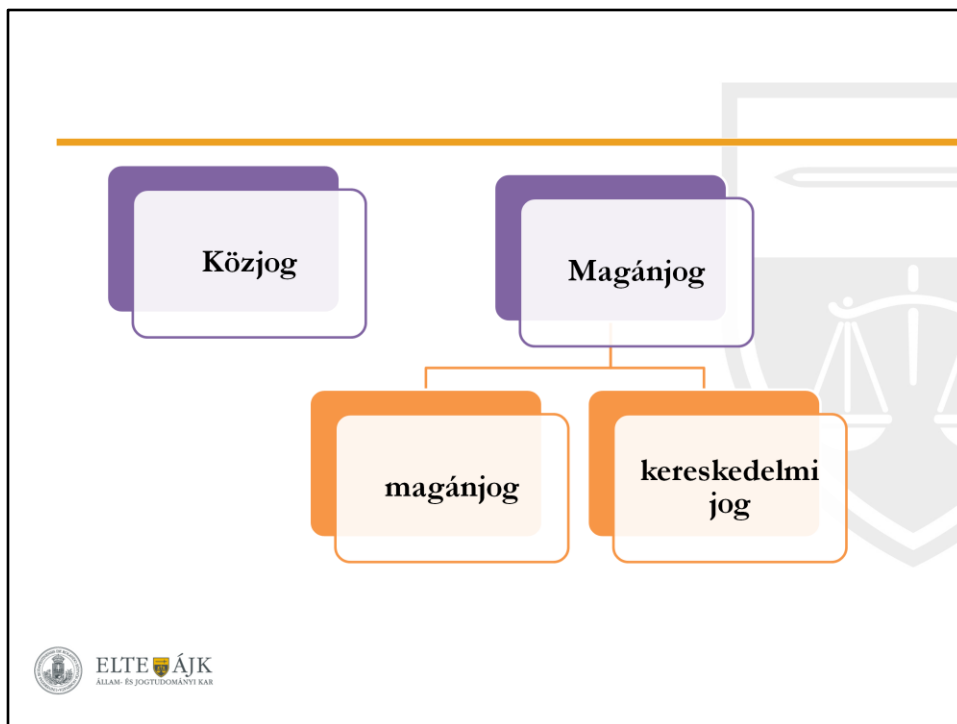 Közjog
Magánjog
magánjog
kereskedelmi
jog
ELTE ÁJK
ÁLLAM- ÉS JOGTUDOMÁNYI KAR